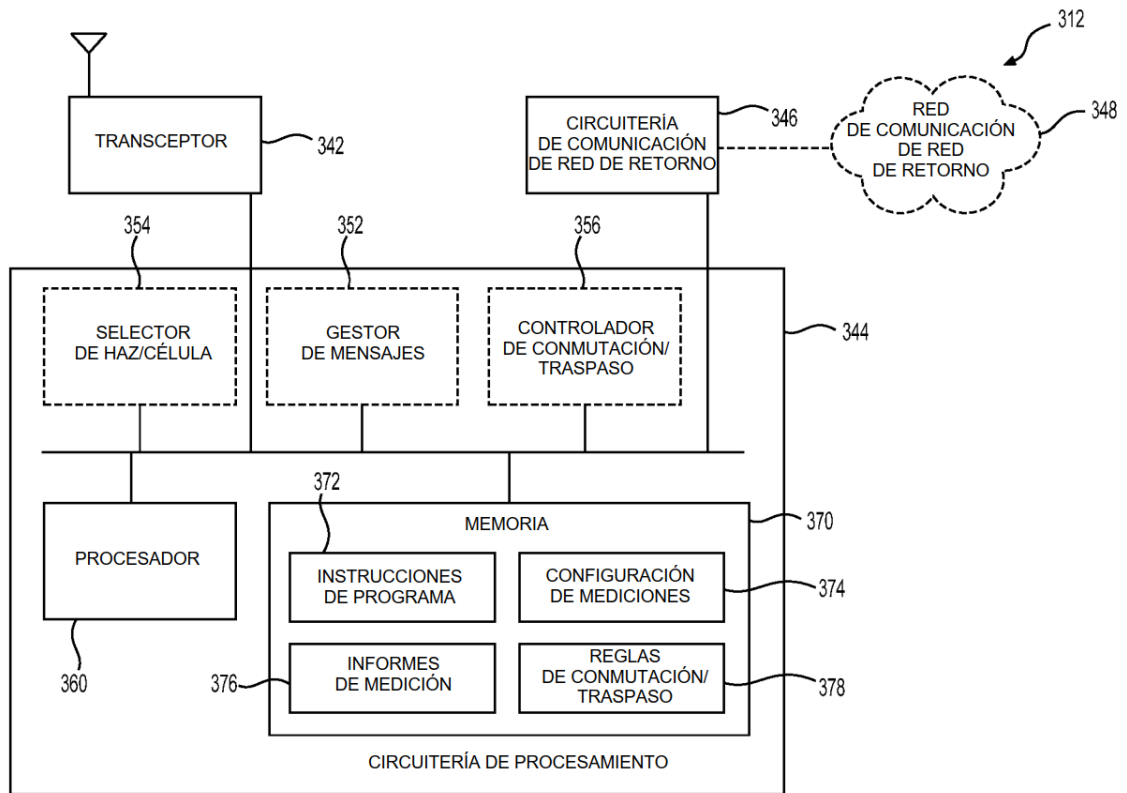 312
TRANSCEPTOR
342
CIRCUITERÍA
DE COMUNICACIÓN
DE RED DE RETORNO
346
RED
DE COMUNICACIÓN
DE RED
DE RETORNO
348
354
352
356
SELECTOR
DE HAZ/CÉLULA
GESTOR
DE MENSAJES
CONTROLADOR
DE CONMUTACIÓN/
TRASPASO
344
372
PROCESADOR
360
MEMORIA
370
INSTRUCCIONES
DE PROGRAMA
CONFIGURACIÓN
DE MEDICIONES
374
376
INFORMES
DE MEDICIÓN
REGLAS
DE CONMUTACIÓN/
TRASPASO
378
CIRCUITERÍA DE PROCESAMIENTO